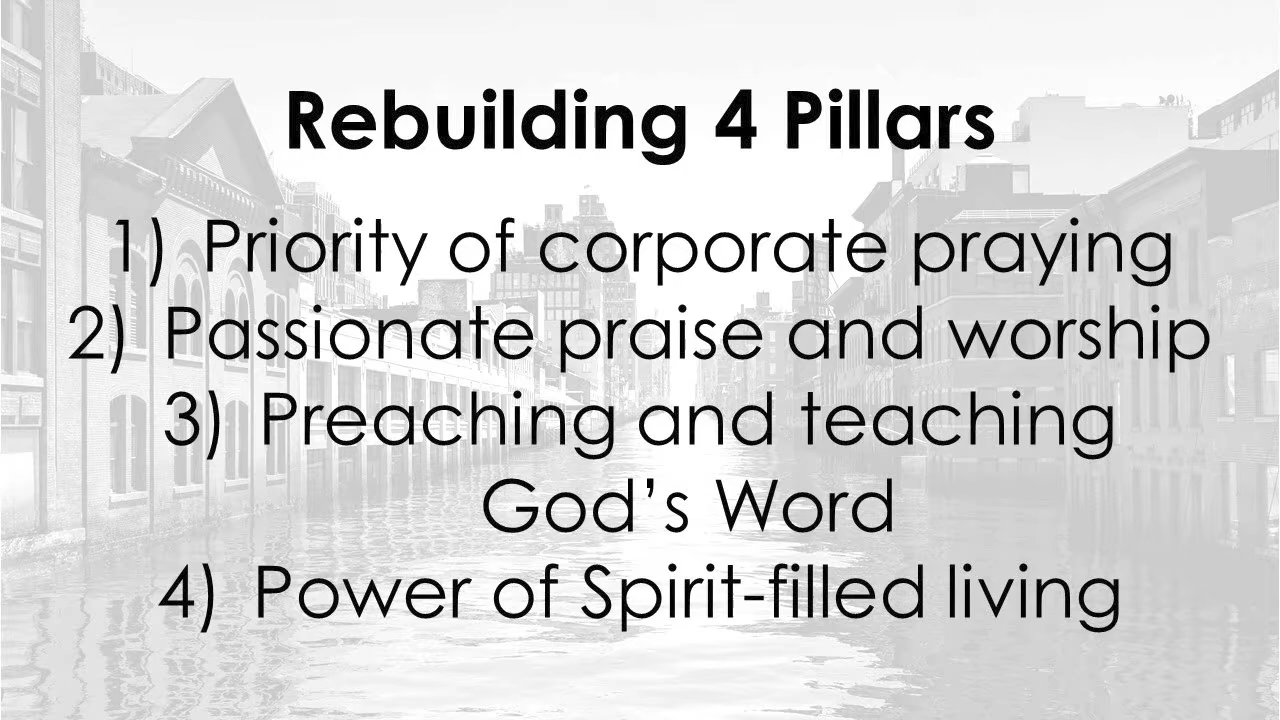 Rebuilding 4 Pillars
1) Priority of corporate praying
2) Passionate praise and worship
3) Preaching and teaching
God’s Word
4) Power of Spirit-filled living